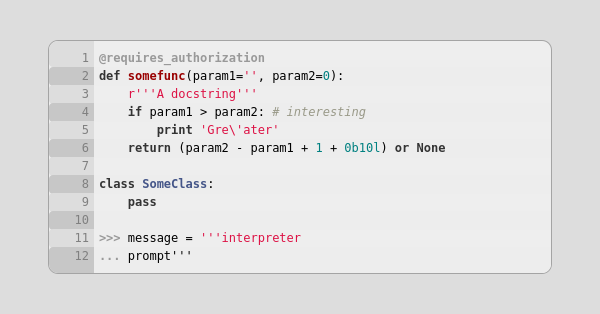 1 @requires_authorization
2 def somefunc(param1='', param2=0):
3     r'''A docstring'''
4     if param1 > param2: # interesting
5         print 'Gre\'ater'
6     return (param2 - param1 + 1 + 0b10l) or None
7
8 class SomeClass:
9     pass
10
11 >>> message = '''interpreter
12 ... prompt'''